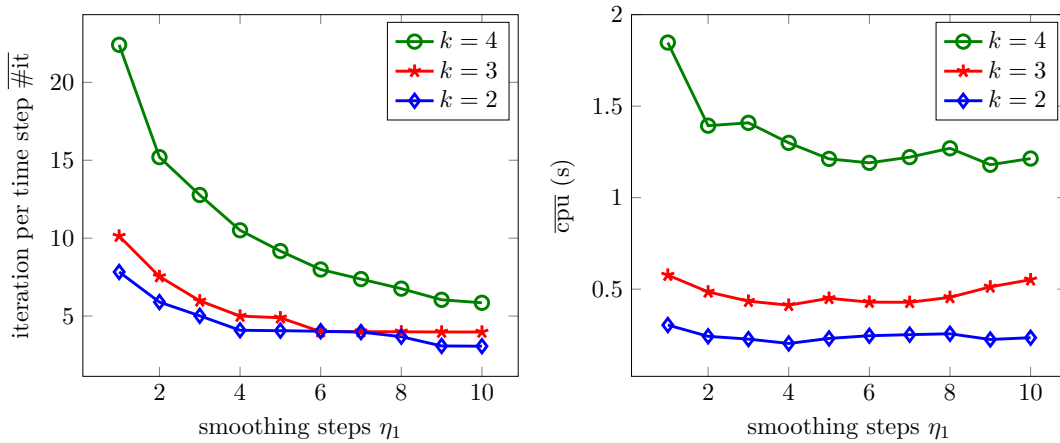 iteration per time step #it
20
15
10
5
2 4 6 8 10
smoothing steps η₁
k = 4
k = 3
k = 2
cpu (s)
2
1.5
1
0.5
2 4 6 8 10
smoothing steps η₁
k = 4
k = 3
k = 2